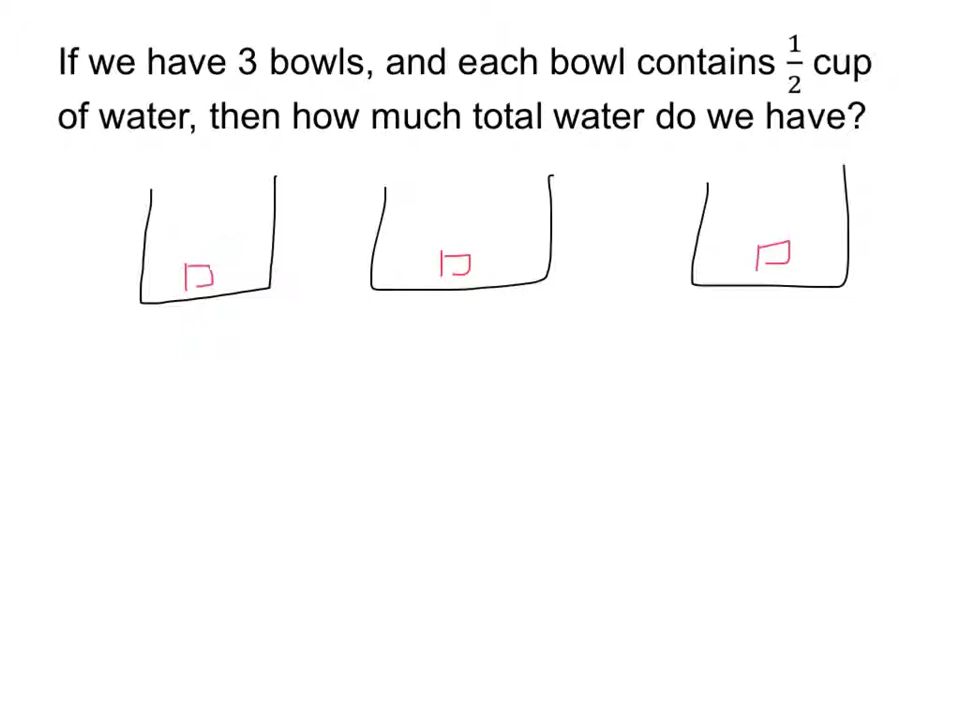 If we have 3 bowls, and each bowl contains 1/2 cup
of water, then how much total water do we have?